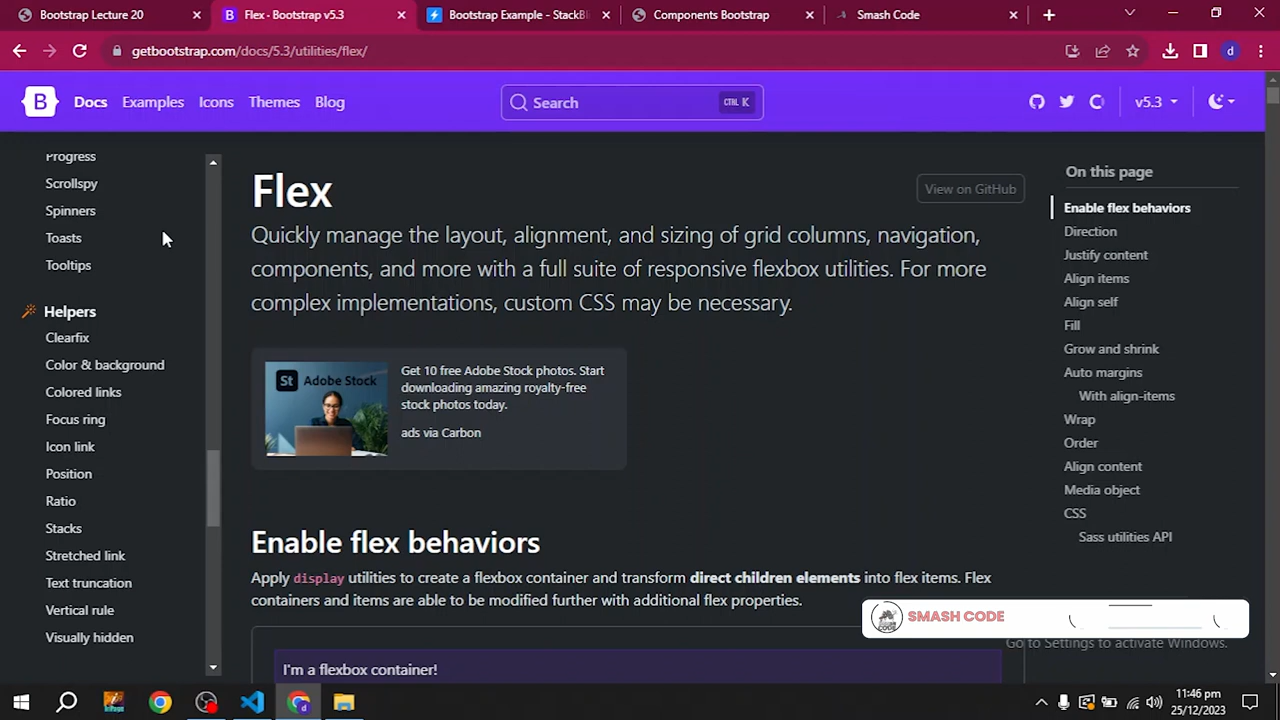 Bootstrap Lecture 20
Flex - Bootstrap v5.3
Bootstrap Example - StackBl
Components Bootstrap
Smash Code
getbootstrap.com/docs/5.3/utilities/flex/
d
B
Docs
Examples
Icons
Themes
Blog
Search
CTRL K
v5.3
Progress
Scrollspy
Spinners
Toasts
Tooltips
Helpers
Clearfix
Color & background
Colored links
Focus ring
Icon link
Position
Ratio
Stacks
Stretched link
Text truncation
Vertical rule
Visually hidden
Flex
View on GitHub
Quickly manage the layout, alignment, and sizing of grid columns, navigation,
components, and more with a full suite of responsive flexbox utilities. For more
complex implementations, custom CSS may be necessary.
St Adobe Stock
Get 10 free Adobe Stock photos. Start
downloading amazing royalty-free
stock photos today.
ads via Carbon
Enable flex behaviors
Apply display utilities to create a flexbox container and transform direct children elements into flex items. Flex
containers and items are able to be modified further with additional flex properties.
I'm a flexbox container!
On this page
Enable flex behaviors
Direction
Justify content
Align items
Align self
Fill
Grow and shrink
Auto margins
With align-items
Wrap
Order
Align content
Media object
CSS
Sass utilities API
SMASH CODE
Go to Settings to activate Windows.
11:46 pm
25/12/2023